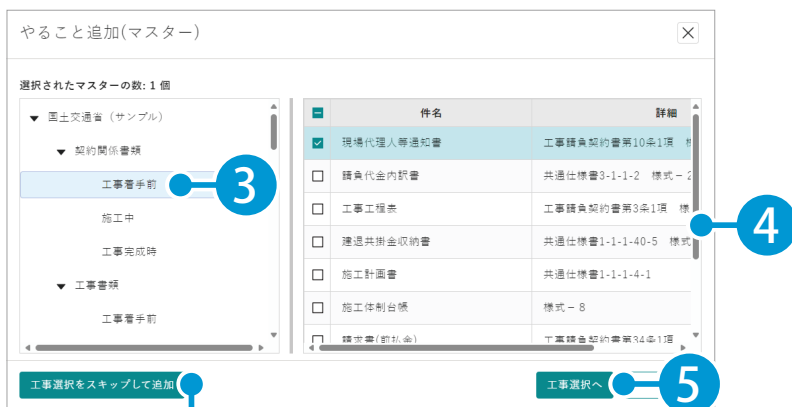 やること追加(マスター)
選択されたマスターの数: 1 個
▼ 国土交通省 (サンプル)
▼ 契約関係書類
工事着手前
施工中
工事完成時
▼ 工事書類
工事着手前
件名 詳細
現場代理人等通知書 工事請負契約書第10条1項
請負代金内訳書 共通仕様書3-1-1-2 様式－2
工事工程表 工事請負契約書第3条1項 様
建退共掛金収納書 共通仕様書1-1-1-40-5 様式
施工計画書 共通仕様書1-1-1-4-1
施工体制台帳 様式－8
請求書(前払金) 工事請負契約書第34条1項
3
4
工事選択をスキップして追加
工事選択へ
5